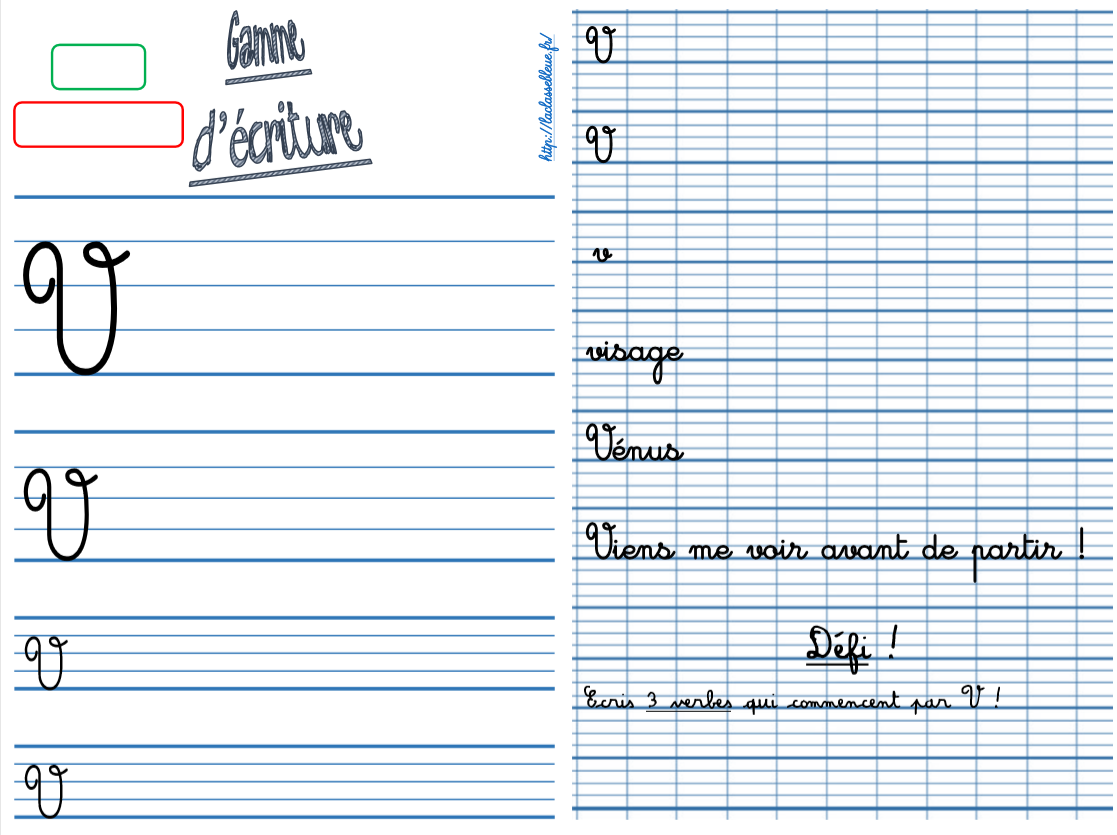 Gamme
d'écriture
http://laclassebleue.fr/
V
V
V
V
V
V
v
visage
Vénus
Viens me voir avant de partir !
Défi !
Ecris 3 verbes qui commencent par V !